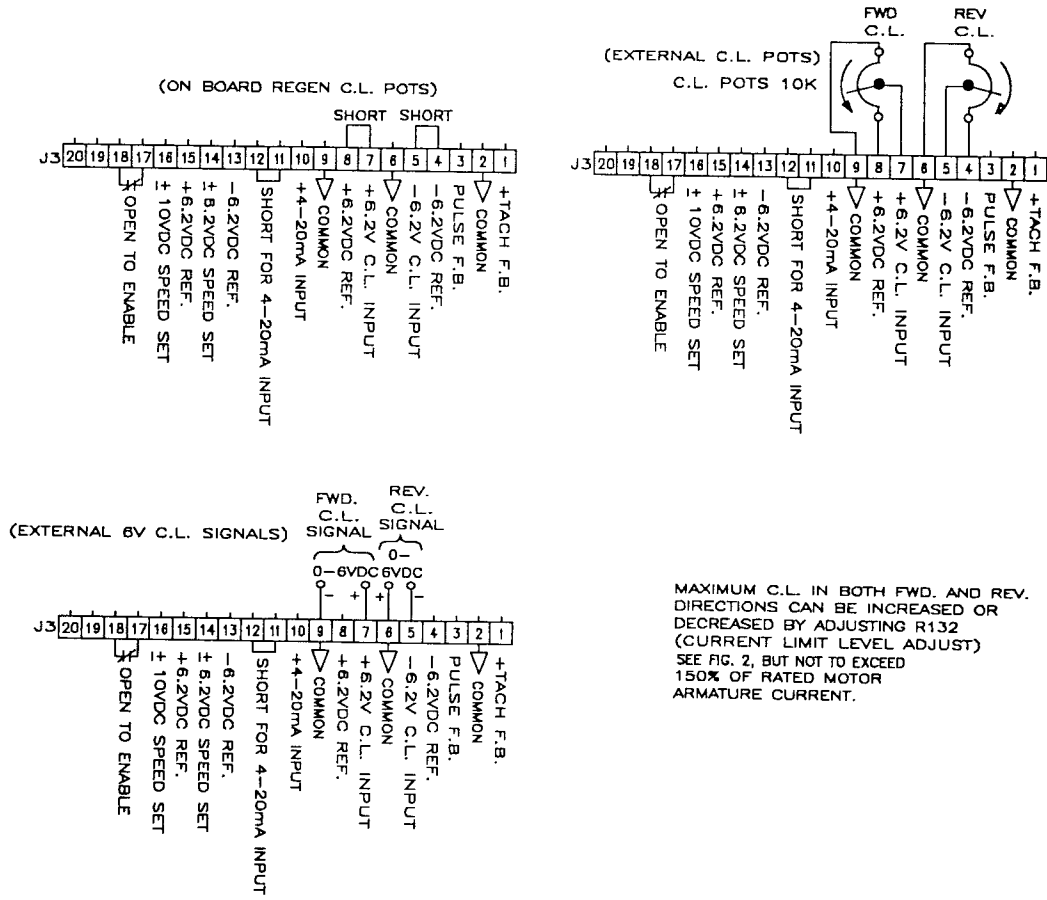 (ON BOARD REGEN C.L. POTS)
SHORT SHORT
J3 20 19 18 17 16 15 14 13 12 11 10 9 8 7 6 5 4 3 2 1
OPEN TO ENABLE
± 10VDC SPEED SET
+6.2VDC REF.
± 6.2VDC SPEED SET
−6.2VDC REF.
SHORT FOR 4−20mA INPUT
+4−20mA INPUT
COMMON
+6.2VDC REF.
+6.2V C.L. INPUT
COMMON
−6.2V C.L. INPUT
−6.2VDC REF.
PULSE F.B.
COMMON
+TACH F.B.
FWD
C.L.
REV
C.L.
(EXTERNAL C.L. POTS)
C.L. POTS 10K
J3 20 19 18 17 16 15 14 13 12 11 10 9 8 7 6 5 4 3 2 1
OPEN TO ENABLE
± 10VDC SPEED SET
+6.2VDC REF.
± 6.2VDC SPEED SET
−6.2VDC REF.
SHORT FOR 4−20mA INPUT
+4−20mA INPUT
COMMON
+6.2VDC REF.
+6.2V C.L. INPUT
COMMON
−6.2V C.L. INPUT
−6.2VDC REF.
PULSE F.B.
COMMON
+TACH F.B.
(EXTERNAL 6V C.L. SIGNALS)
FWD.
C.L.
SIGNAL
REV.
C.L.
SIGNAL
0−6VDC
0−
6VDC
− + + −
J3 20 19 18 17 16 15 14 13 12 11 10 9 8 7 6 5 4 3 2 1
OPEN TO ENABLE
± 10VDC SPEED SET
+6.2VDC REF.
± 6.2VDC SPEED SET
−6.2VDC REF.
SHORT FOR 4−20mA INPUT
+4−20mA INPUT
COMMON
+6.2VDC REF.
+6.2V C.L. INPUT
COMMON
−6.2V C.L. INPUT
−6.2VDC REF.
PULSE F.B.
COMMON
+TACH F.B.
MAXIMUM C.L. IN BOTH FWD. AND REV.
DIRECTIONS CAN BE INCREASED OR
DECREASED BY ADJUSTING R132
(CURRENT LIMIT LEVEL ADJUST)
SEE FIG. 2, BUT NOT TO EXCEED
150% OF RATED MOTOR
ARMATURE CURRENT.